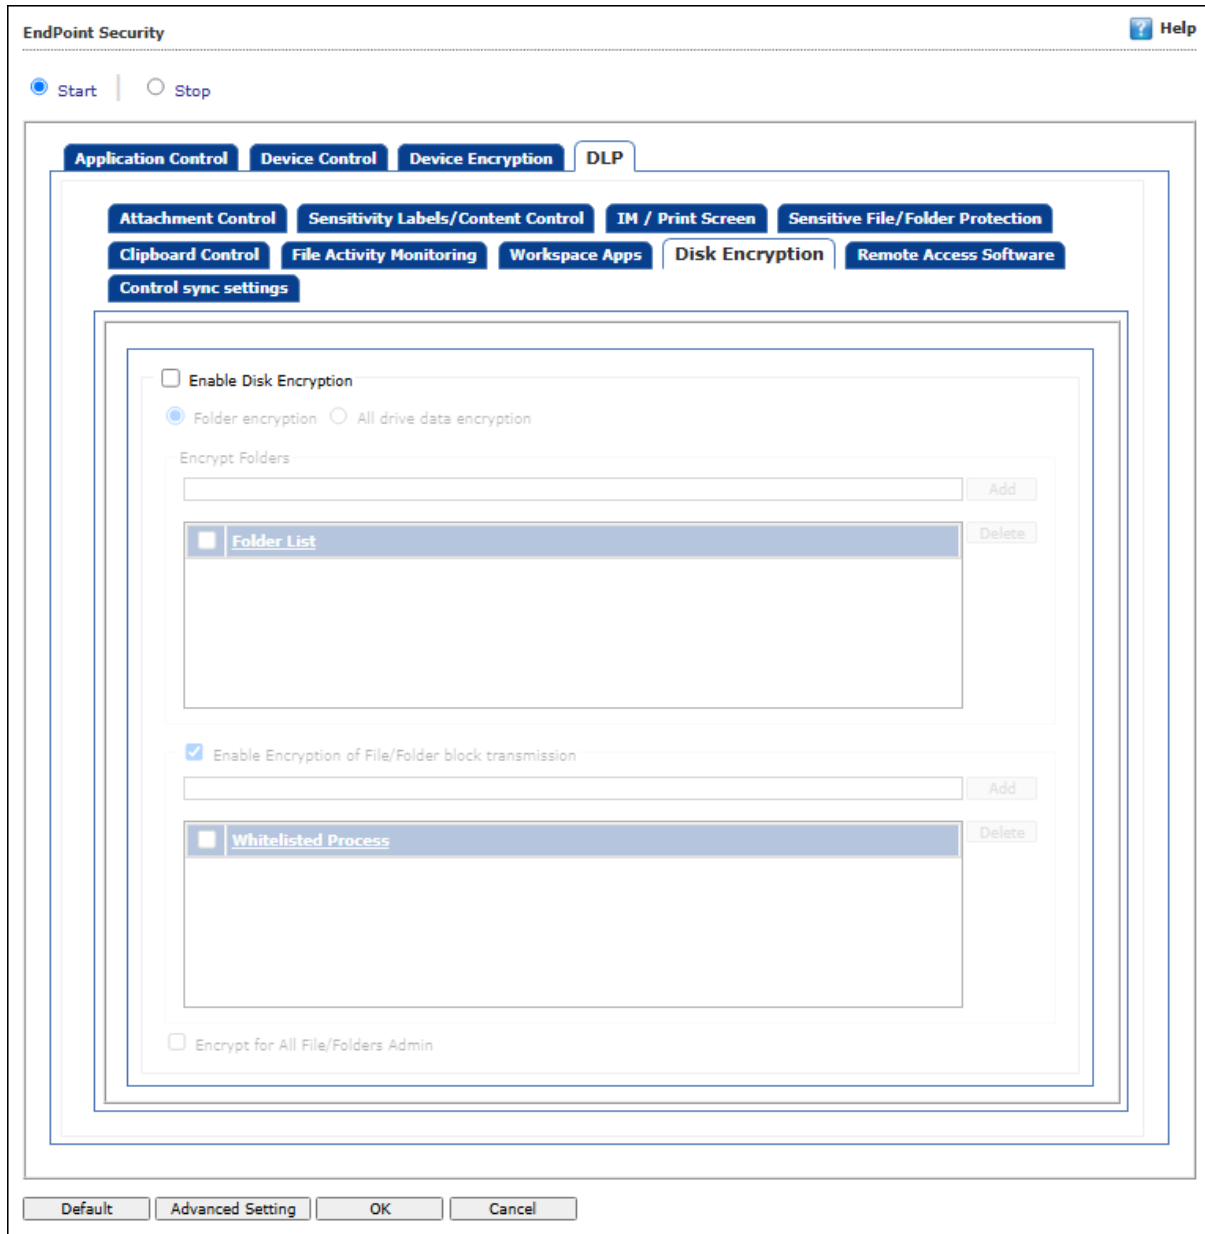 EndPoint Security
Help
Start
Stop
Application Control Device Control Device Encryption DLP
Attachment Control Sensitivity Labels/Content Control IM / Print Screen Sensitive File/Folder Protection
Clipboard Control File Activity Monitoring Workspace Apps Disk Encryption Remote Access Software
Control sync settings
Enable Disk Encryption
Folder encryption All drive data encryption
Encrypt Folders
Add
Folder List
Delete
Enable Encryption of File/Folder block transmission
Add
Whitelisted Process
Delete
Encrypt for All File/Folders Admin
Default Advanced Setting OK Cancel